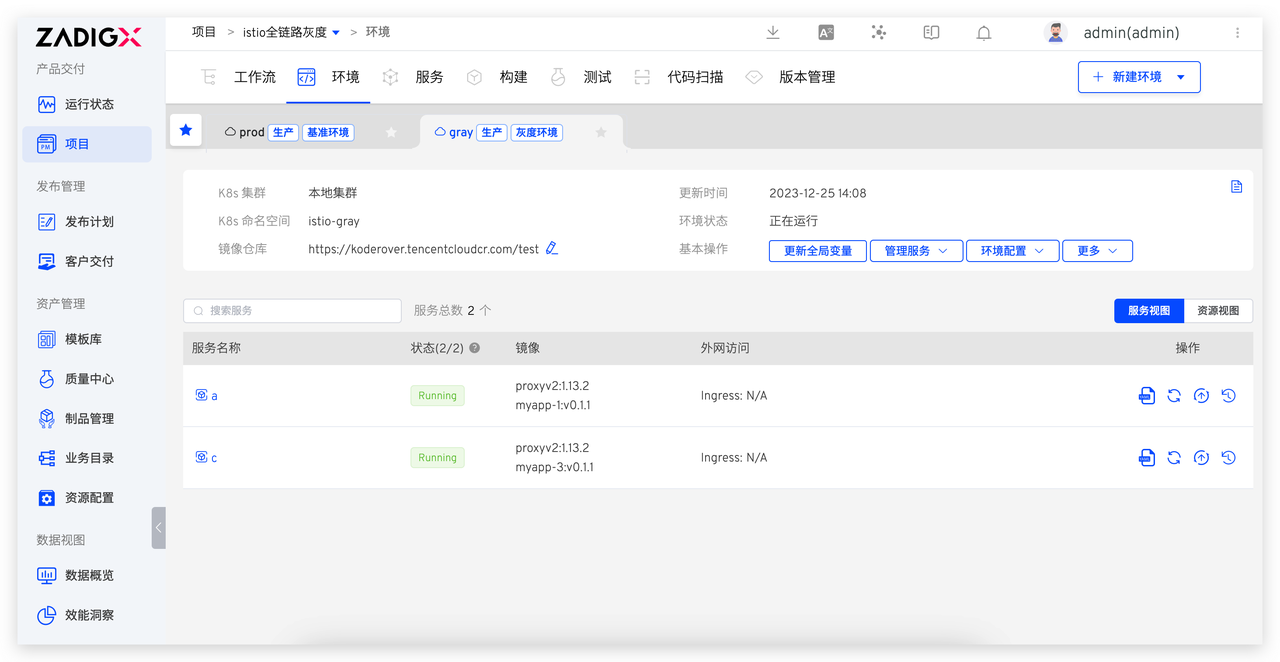 ZADIGX
产品交付
运行状态
项目
发布管理
发布计划
客户交付
资产管理
模板库
质量中心
制品管理
业务目录
资源配置
数据视图
数据概览
效能洞察
项目 > istio全链路灰度 > 环境
admin(admin)
工作流 环境 服务 构建 测试 代码扫描 版本管理
+ 新建环境
prod 生产 基准环境
gray 生产 灰度环境
K8s 集群 本地集群 更新时间 2023-12-25 14:08
K8s 命名空间 istio-gray 环境状态 正在运行
镜像仓库 https://koderover.tencentcloudcr.com/test 基本操作 更新全局变量 管理服务 环境配置 更多
搜索服务 服务总数 2 个 服务视图 资源视图
服务名称 状态(2/2) 镜像 外网访问 操作
a Running proxyv2:1.13.2 Ingress: N/A
myapp-1:v0.1.1
c Running proxyv2:1.13.2 Ingress: N/A
myapp-3:v0.1.1